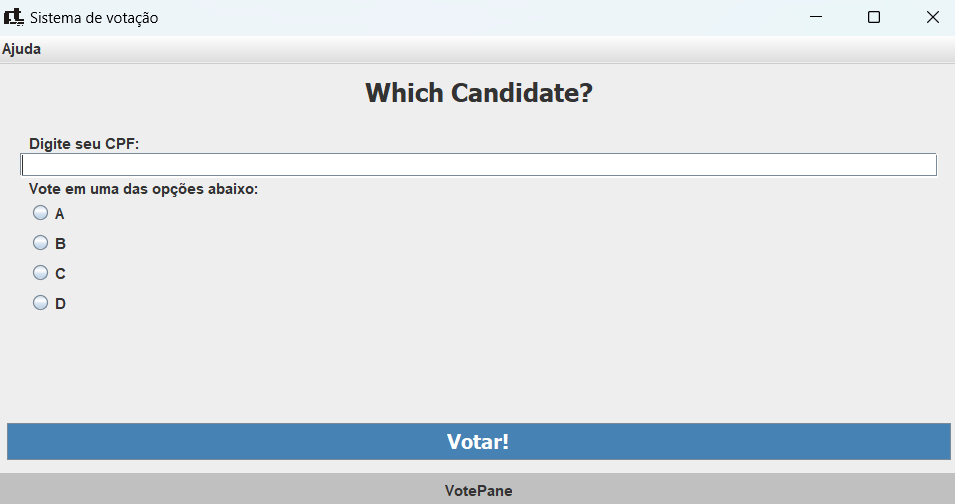 Sistema de votação
Ajuda
Which Candidate?
Digite seu CPF:
Vote em uma das opções abaixo:
A
B
C
D
Votar!
VotePane